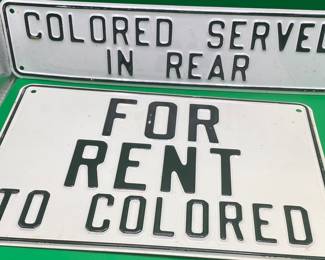 COLORED SERVED
IN REAR
FOR
RENT
TO COLORED